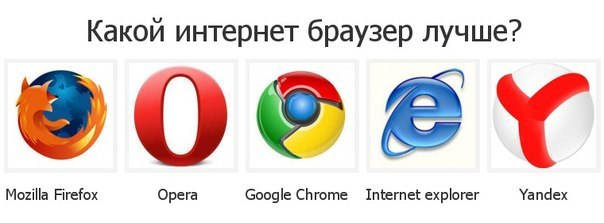 Какой интернет браузер лучше?
Mozilla Firefox Opera Google Chrome Internet explorer Yandex